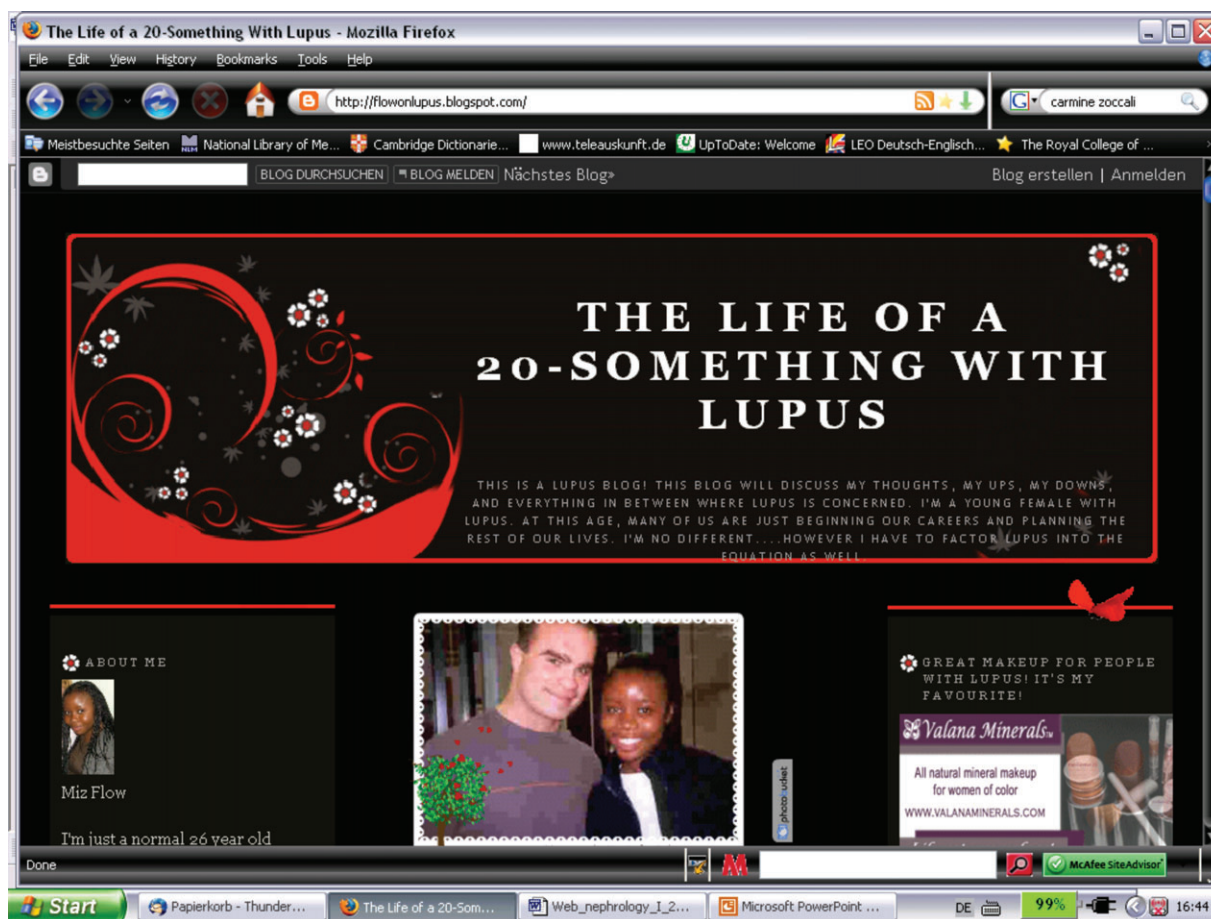 The Life of a 20-Something With Lupus - Mozilla Firefox
File Edit View History Bookmarks Tools Help
http://flowonlupus.blogspot.com/
G carmine zoccali
Meistbesuchte Seiten NLM National Library of Me... Cambridge Dictionarie... www.teleauskunft.de UpToDate: Welcome LEO Deutsch-Englisch... The Royal College of ...
BLOG DURCHSUCHEN BLOG MELDEN Nächstes Blog» Blog erstellen | Anmelden
THE LIFE OF A
20-SOMETHING WITH
LUPUS
THIS IS A LUPUS BLOG! THIS BLOG WILL DISCUSS MY THOUGHTS, MY UPS, MY DOWNS,
AND EVERYTHING IN BETWEEN WHERE LUPUS IS CONCERNED. I'M A YOUNG FEMALE WITH
LUPUS. AT THIS AGE, MANY OF US ARE JUST BEGINNING OUR CAREERS AND PLANNING THE
REST OF OUR LIVES. I'M NO DIFFERENT....HOWEVER I HAVE TO FACTOR LUPUS INTO THE
EQUATION AS WELL.
ABOUT ME
Miz Flow
I'm just a normal 26 year old
photobucket
GREAT MAKEUP FOR PEOPLE
WITH LUPUS! IT'S MY
FAVOURITE!
Valana Minerals
All natural mineral makeup
for women of color
WWW.VALANAMINERALS.COM
Done
McAfee SiteAdvisor
Start Papierkorb - Thunder... The Life of a 20-Som... Web_nephrology_I_2... Microsoft PowerPoint ... DE 99% 16:44